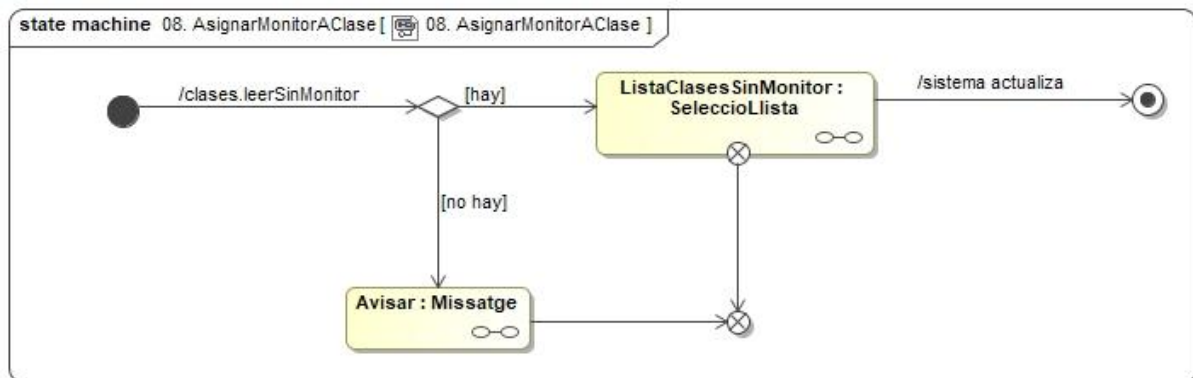 state machine 08. AsignarMonitorAClase [ 08. AsignarMonitorAClase ]
/clases.leerSinMonitor
[hay]
ListaClasesSinMonitor :
SeleccioLlista
/sistema actualiza
[no hay]
Avisar : Missatge